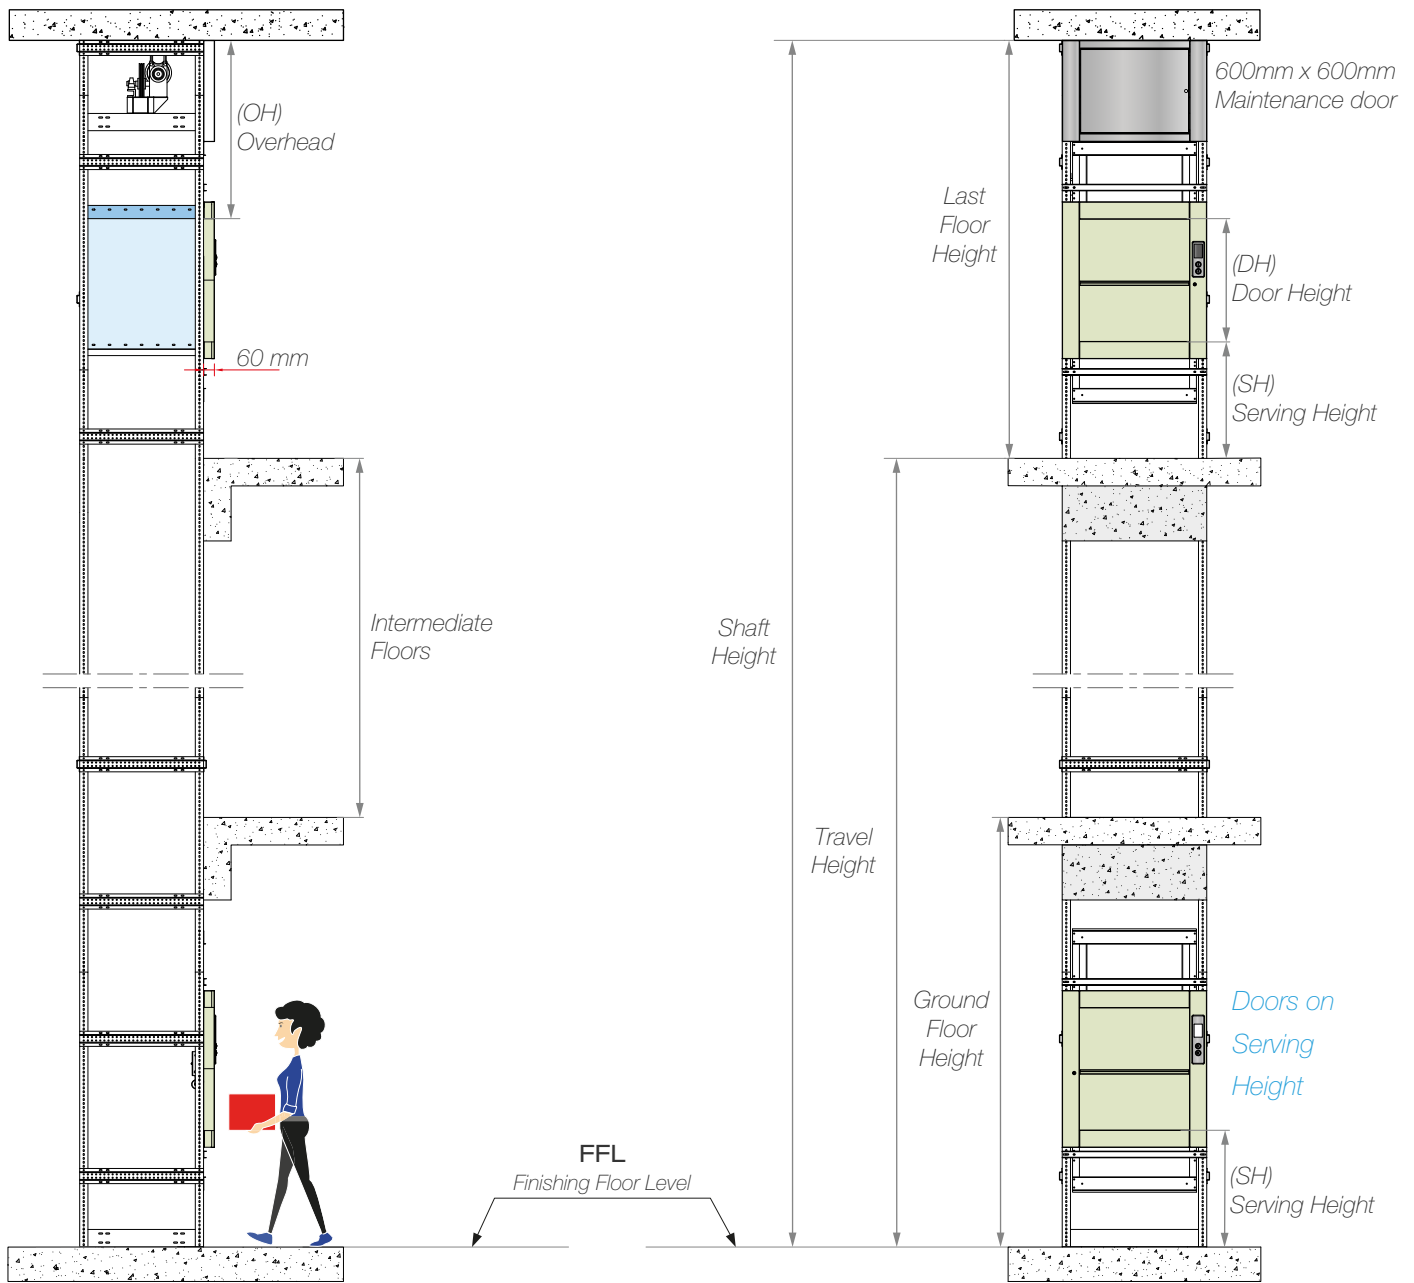 600mm x 600mm
Maintenance door
(OH)
Overhead
Last
Floor
Height
(DH)
Door Height
60 mm
(SH)
Serving Height
Intermediate
Floors
Shaft
Height
Travel
Height
Ground
Floor
Height
Doors on
Serving
Height
FFL
Finishing Floor Level
(SH)
Serving Height